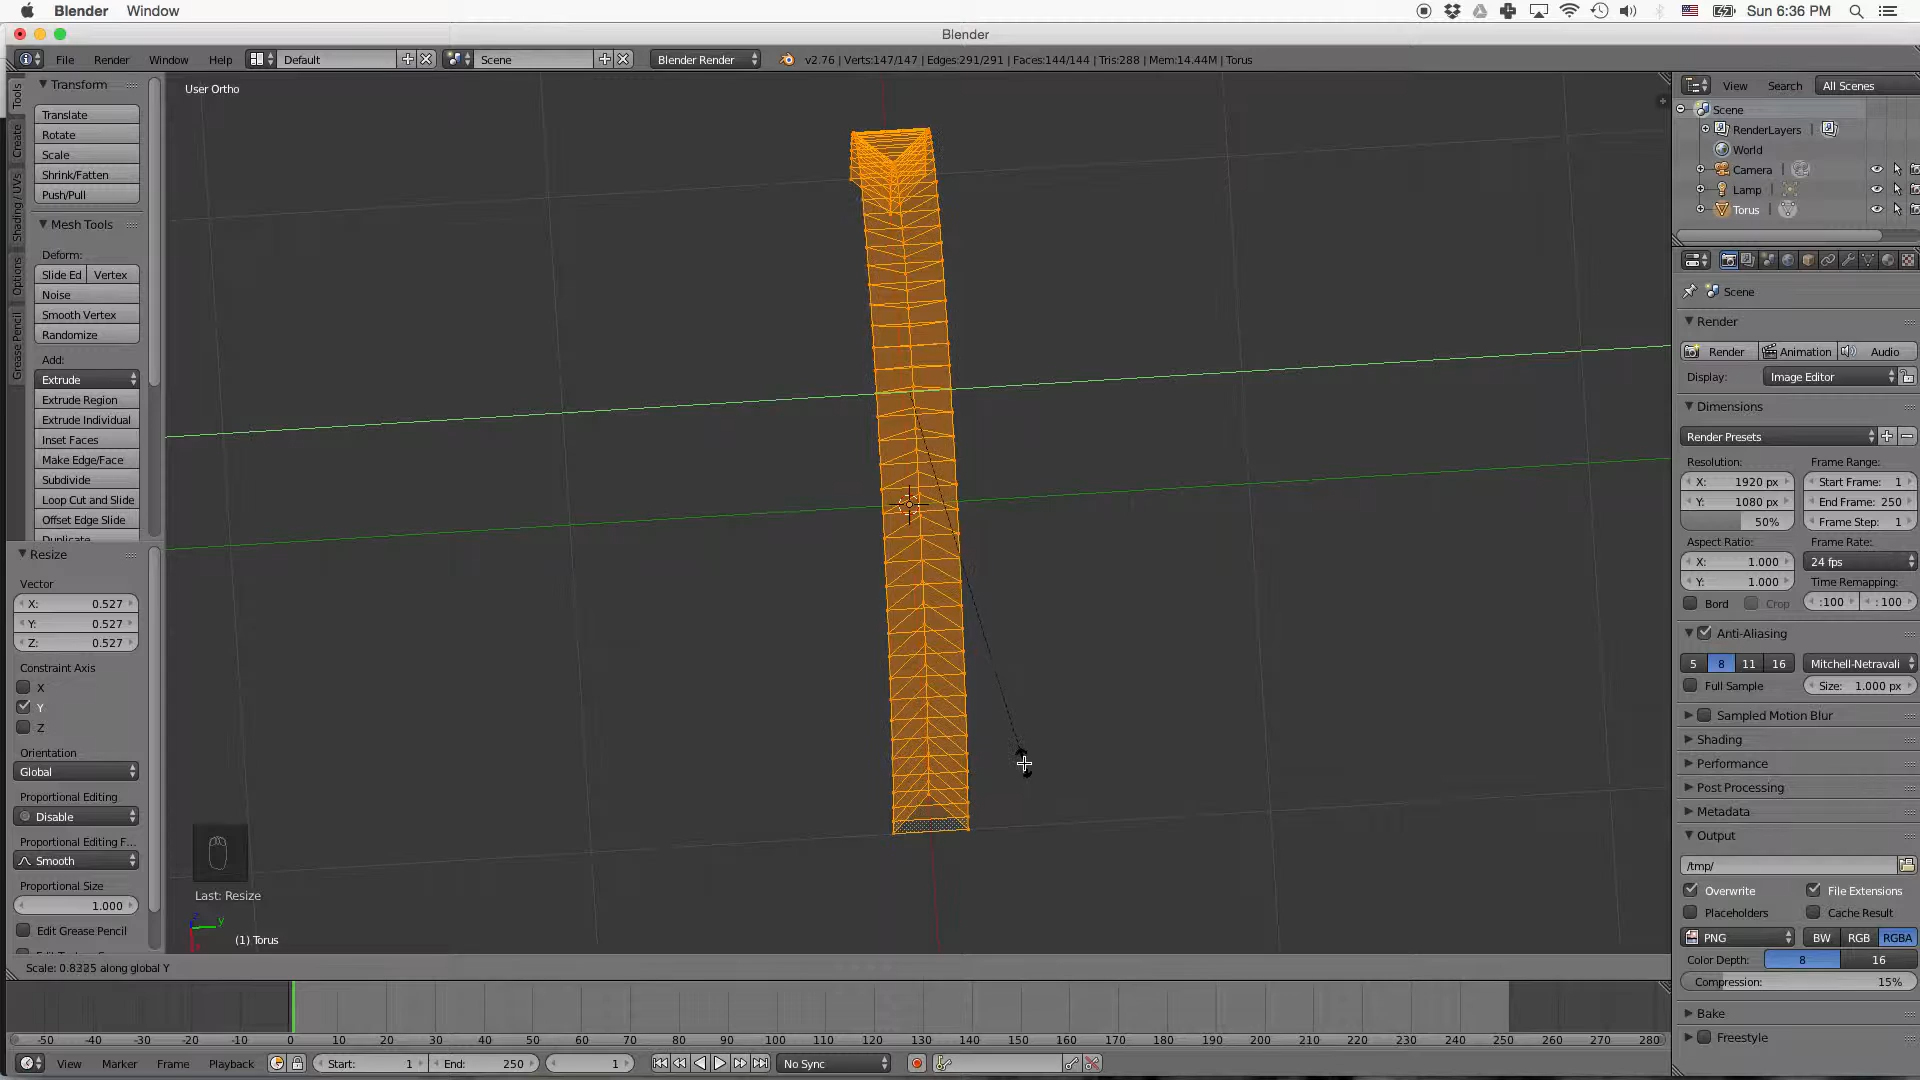 Blender Window Sun 6:36 PM
Blender
File Render Window Help Default Scene Blender Render v2.76 | Verts:147/147 | Edges:291/291 | Faces:144/144 | Tris:288 | Mem:14.44M | Torus
Tools
Create
Shading / UVs
Options
Grease Pencil
Transform
Translate
Rotate
Scale
Shrink/Fatten
Push/Pull
Mesh Tools
Deform:
Slide Ed Vertex
Noise
Smooth Vertex
Randomize
Add:
Extrude
Extrude Region
Extrude Individual
Inset Faces
Make Edge/Face
Subdivide
Loop Cut and Slide
Offset Edge Slide
Duplicate
Resize
Vector
X: 0.527
Y: 0.527
Z: 0.527
Constraint Axis
X
Y
Z
Orientation
Global
Proportional Editing
Disable
Proportional Editing F...
Smooth
Proportional Size
1.000
Edit Grease Pencil
User Ortho
Last: Resize
(1) Torus
Scale: 0.8325 along global Y
View Search All Scenes
Scene
RenderLayers
World
Camera
Lamp
Torus
Scene
Render
Render Animation Audio
Display: Image Editor
Dimensions
Render Presets
Resolution: Frame Range:
X: 1920 px Start Frame: 1
Y: 1080 px End Frame: 250
50% Frame Step: 1
Aspect Ratio: Frame Rate:
X: 1.000 24 fps
Y: 1.000 Time Remapping:
Bord Crop :100 :100
Anti-Aliasing
5 8 11 16 Mitchell-Netravali
Full Sample Size: 1.000 px
Sampled Motion Blur
Shading
Performance
Post Processing
Metadata
Output
/tmp/
Overwrite File Extensions
Placeholders Cache Result
PNG BW RGB RGBA
Color Depth: 8 16
Compression: 15%
Bake
Freestyle
-50 -40 -30 -20 -10 0 10 20 30 40 50 60 70 80 90 100 110 120 130 140 150 160 170 180 190 200 210 220 230 240 250 260 270 280
View Marker Frame Playback Start: 1 End: 250 1 No Sync